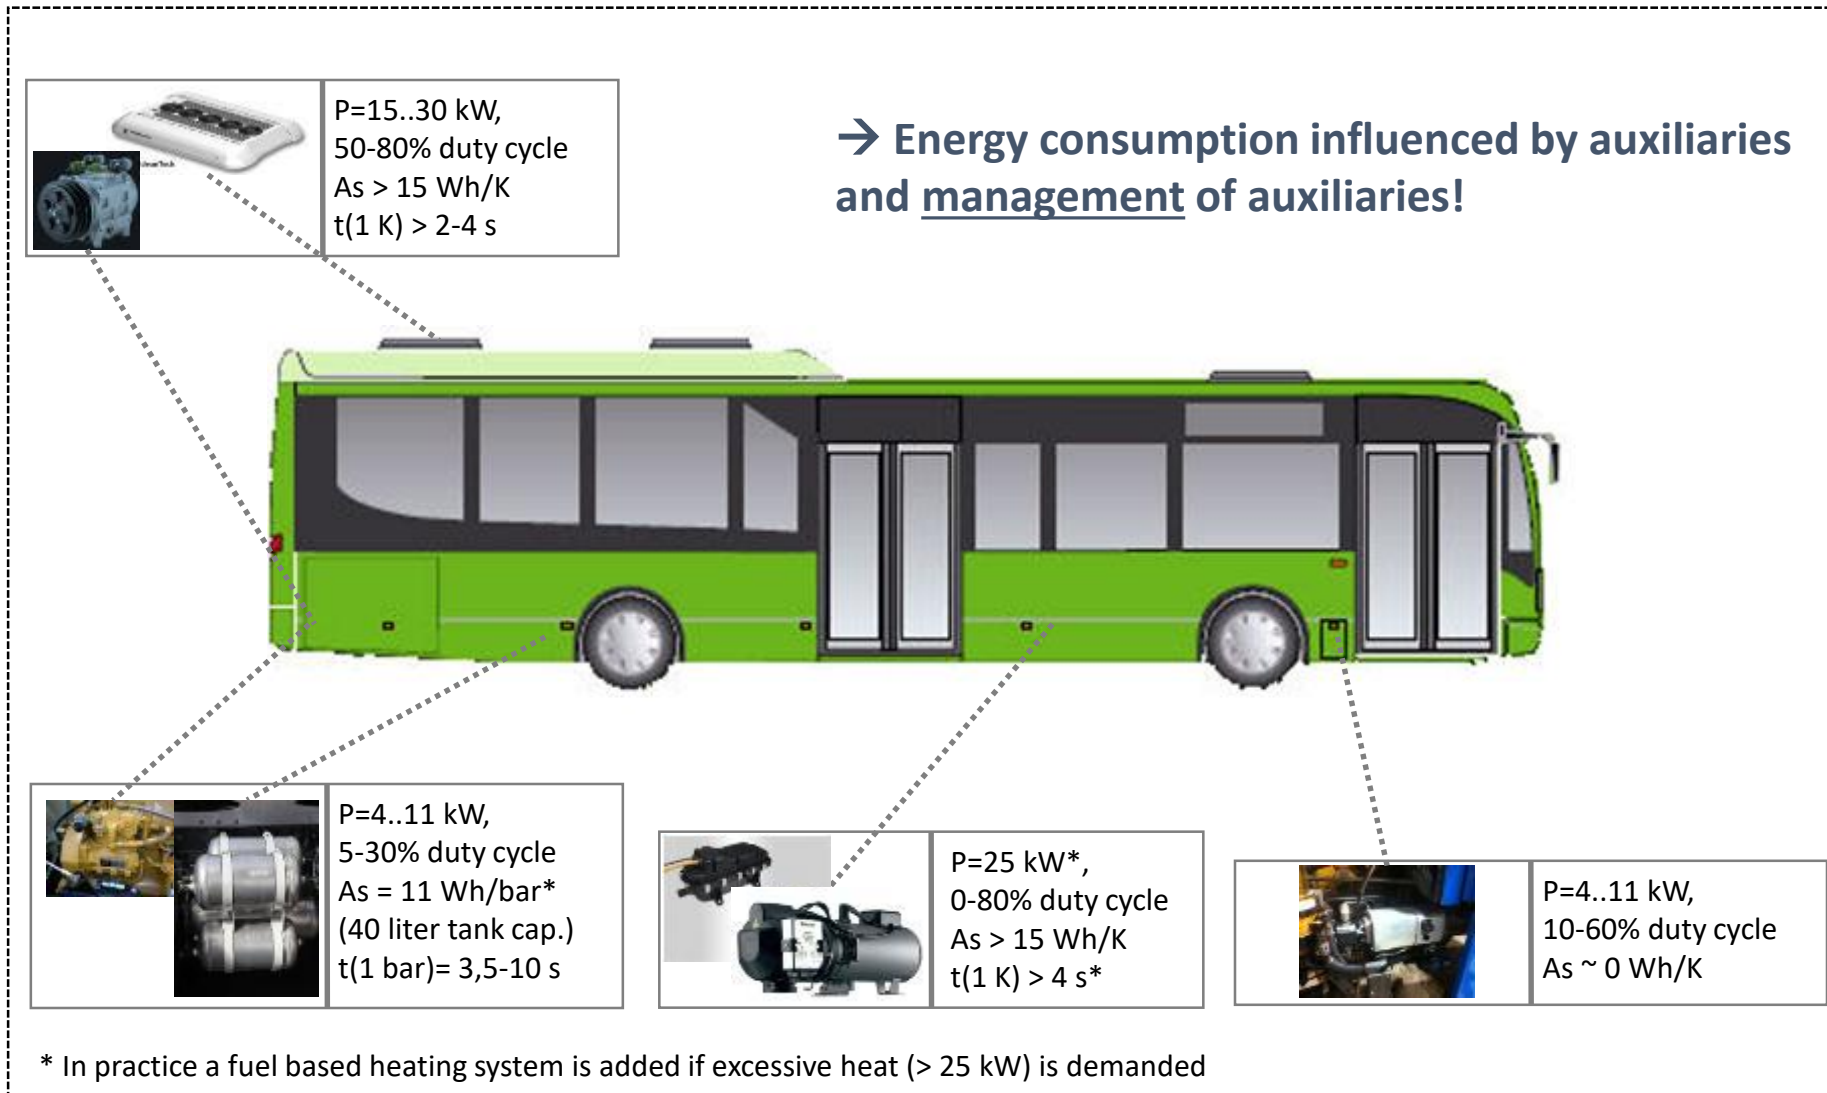 P=15..30 kW,
50-80% duty cycle
As > 15 Wh/K
t(1 K) > 2-4 s
→ Energy consumption influenced by auxiliaries
and management of auxiliaries!
P=4..11 kW,
5-30% duty cycle
As = 11 Wh/bar*
(40 liter tank cap.)
t(1 bar)= 3,5-10 s
P=25 kW*,
0-80% duty cycle
As > 15 Wh/K
t(1 K) > 4 s*
P=4..11 kW,
10-60% duty cycle
As ~ 0 Wh/K
* In practice a fuel based heating system is added if excessive heat (> 25 kW) is demanded